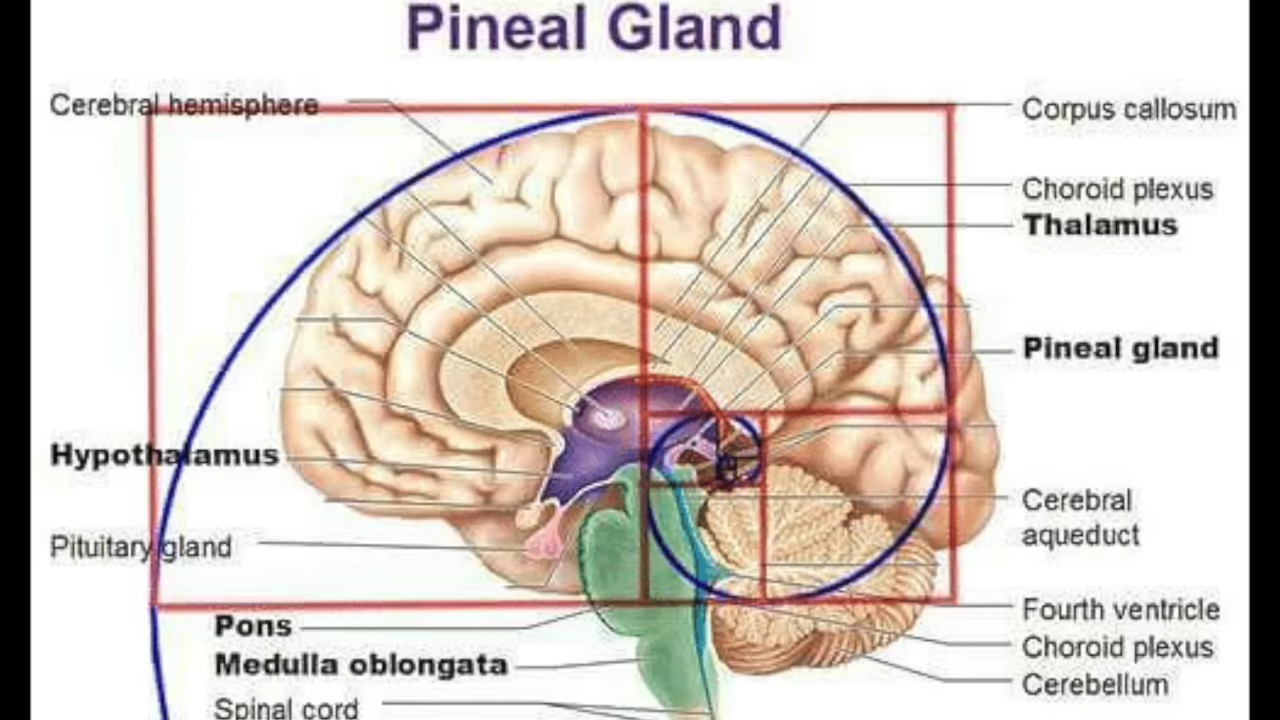 Pineal Gland
Cerebral hemisphere
Corpus callosum
Choroid plexus
Thalamus
Pineal gland
Hypothalamus
Cerebral
aqueduct
Pituitary gland
Fourth ventricle
Pons
Choroid plexus
Medulla oblongata
Cerebellum
Spinal cord